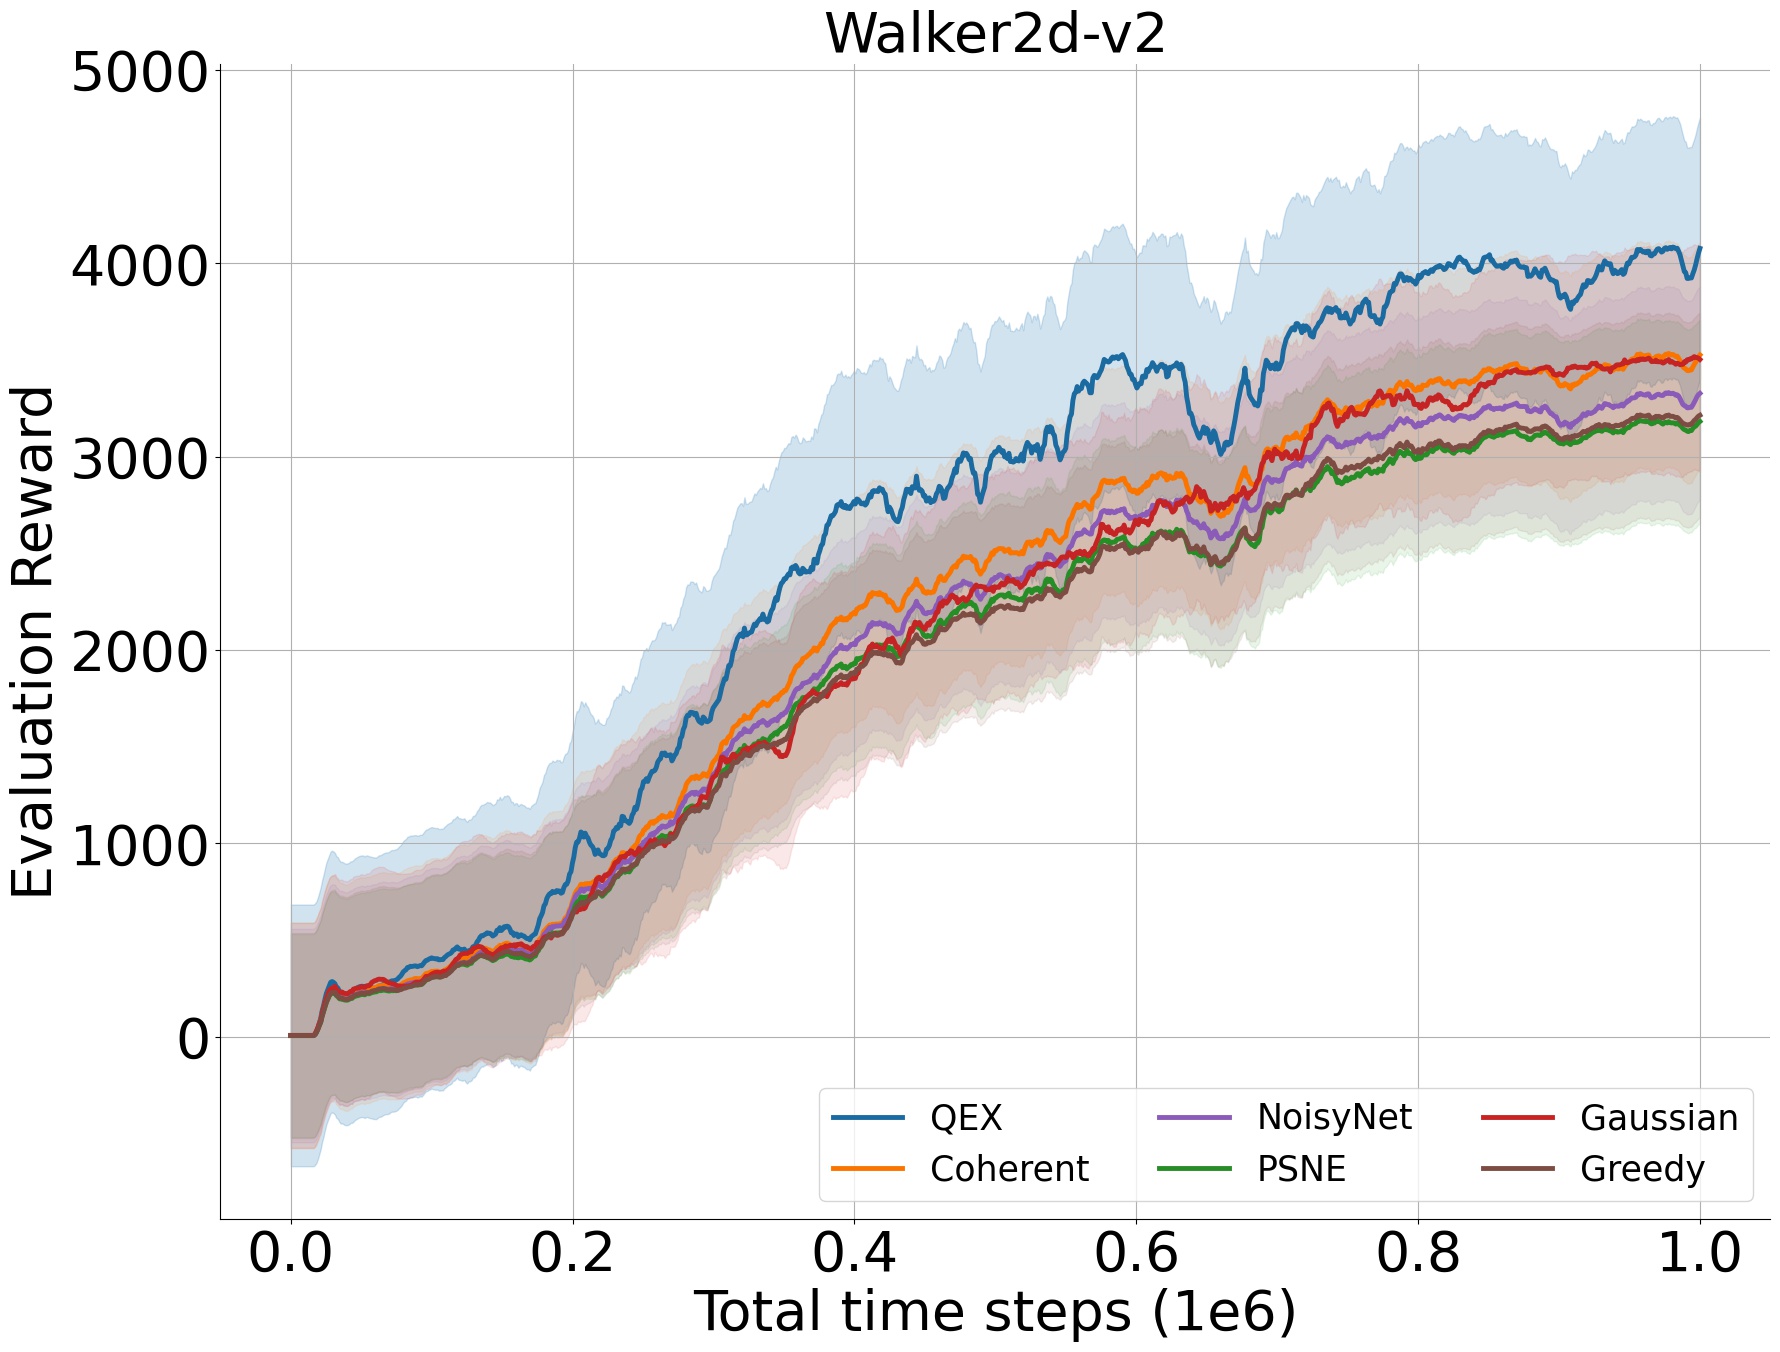 Walker2d-v2
5000
4000
3000
2000
1000
0
Evaluation Reward
QEX
NoisyNet
Gaussian
Coherent
PSNE
Greedy
0.0
0.2
0.4
0.6
0.8
1.0
Total time steps (1e6)